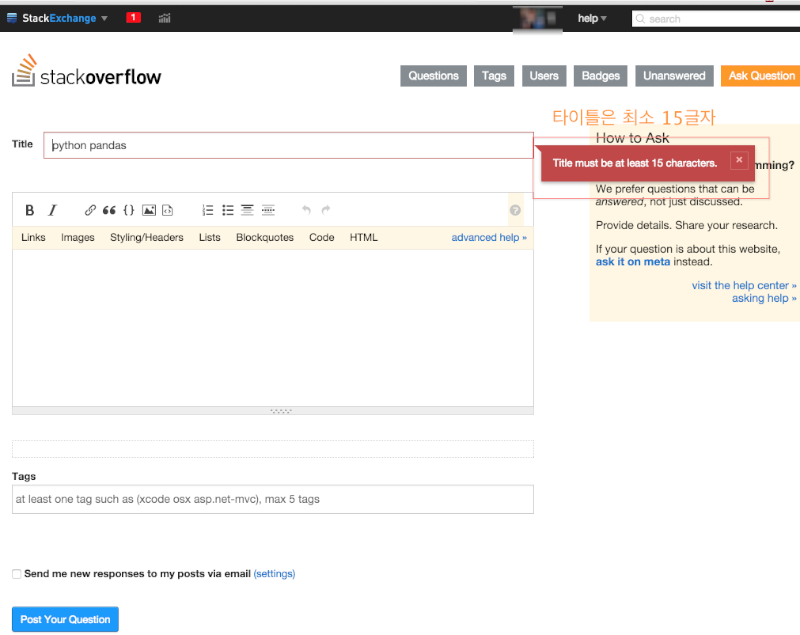 StackExchange 1 help search
stackoverflow
Questions Tags Users Badges Unanswered Ask Question
타이틀은 최소 15글자
Title python pandas
Title must be at least 15 characters.
How to Ask
mming?
We prefer questions that can be
answered, not just discussed.
Provide details. Share your research.
If your question is about this website,
ask it on meta instead.
visit the help center »
asking help »
B I
Links Images Styling/Headers Lists Blockquotes Code HTML advanced help »
Tags
at least one tag such as (xcode osx asp.net-mvc), max 5 tags
Send me new responses to my posts via email (settings)
Post Your Question